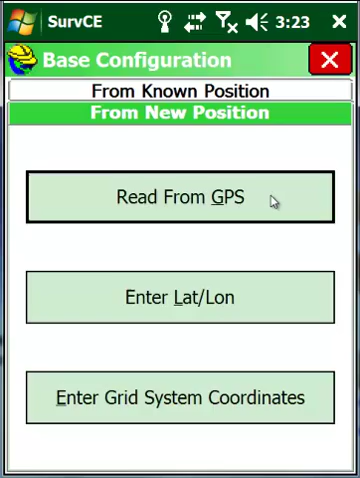 SurvCE 3:23
Base Configuration
From Known Position
From New Position
Read From GPS
Enter Lat/Lon
Enter Grid System Coordinates